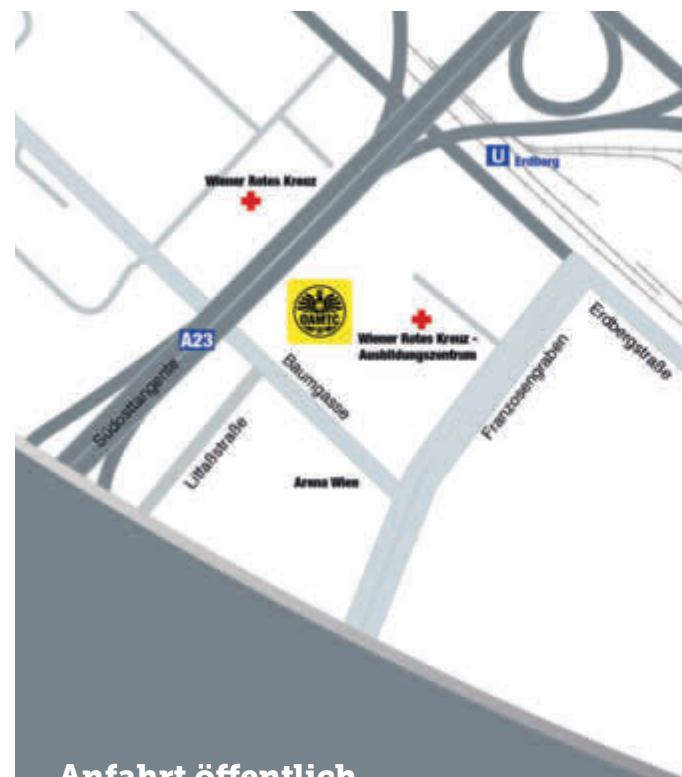 U Erdberg
Wiener Rotes Kreuz
ÖAMTC
Wiener Rotes Kreuz -
Ausbildungszentrum
A23
Erdbergstraße
Südosttangente
Baumgasse
Franzosengraben
Litfaßstraße
Arena Wien
Anfahrt öffentlich